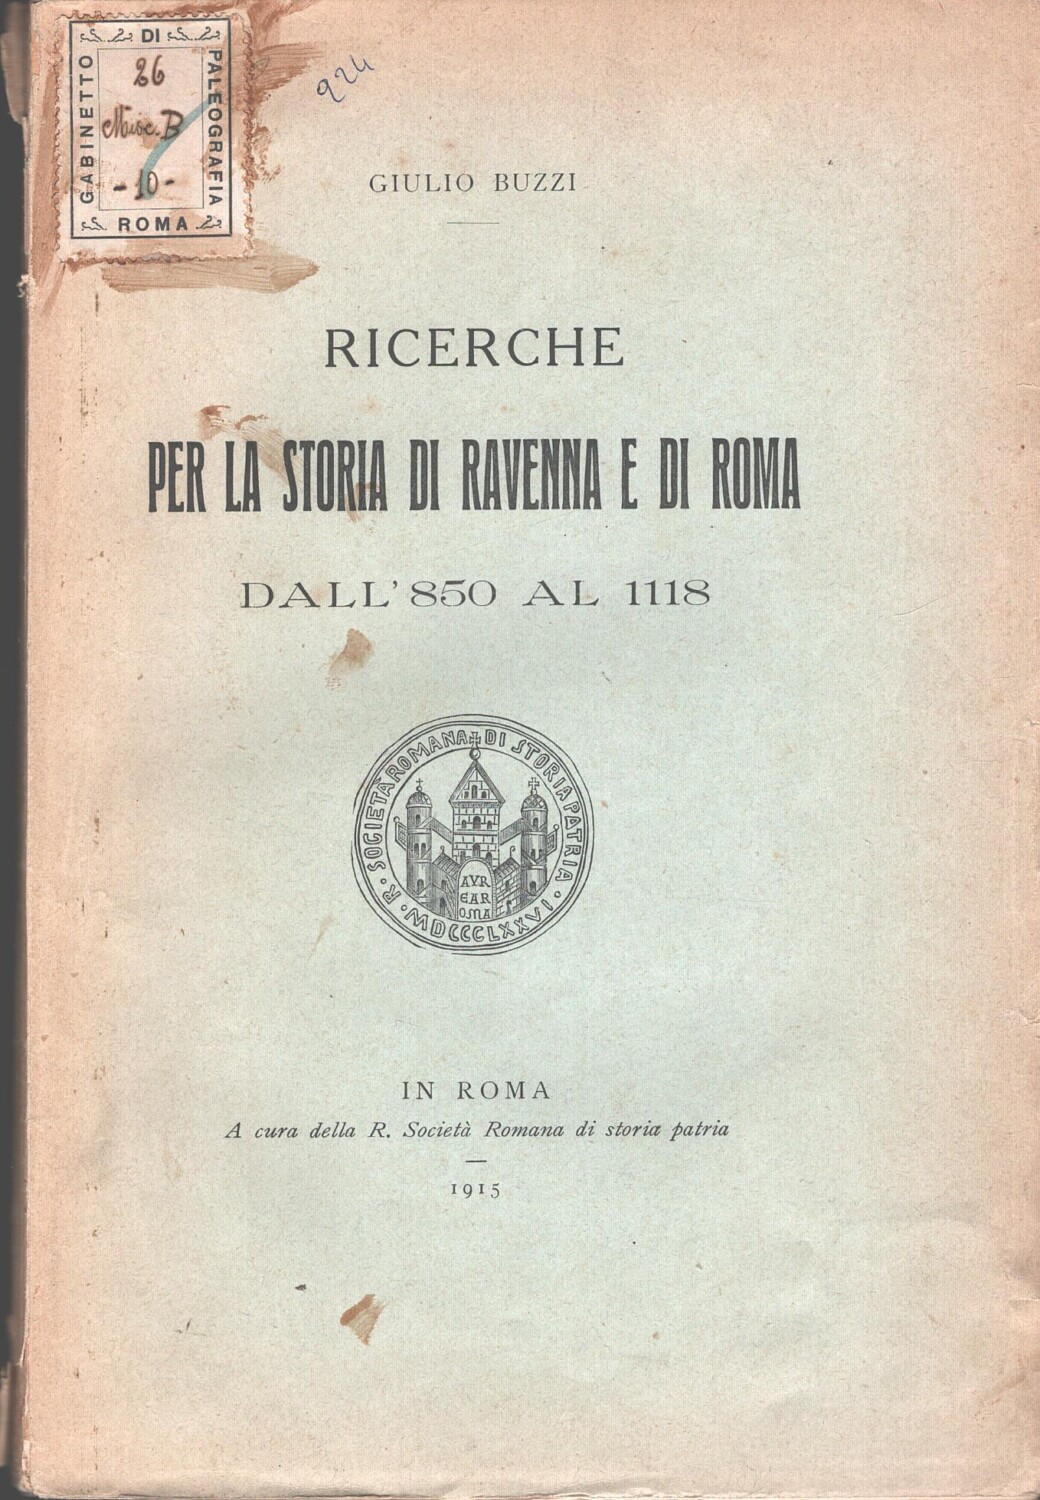 GABINETTO DI PALEOGRAFIA
26
Misc. B
- 10 -
ROMA
924
GIULIO BUZZI
RICERCHE
PER LA STORIA DI RAVENNA E DI ROMA
DALL'850 AL 1118
R. SOCIETÀ ROMANA DI STORIA PATRIA
AVR
EAR
OMA
MDCCCLXXVI
IN ROMA
A cura della R. Società Romana di storia patria
1915